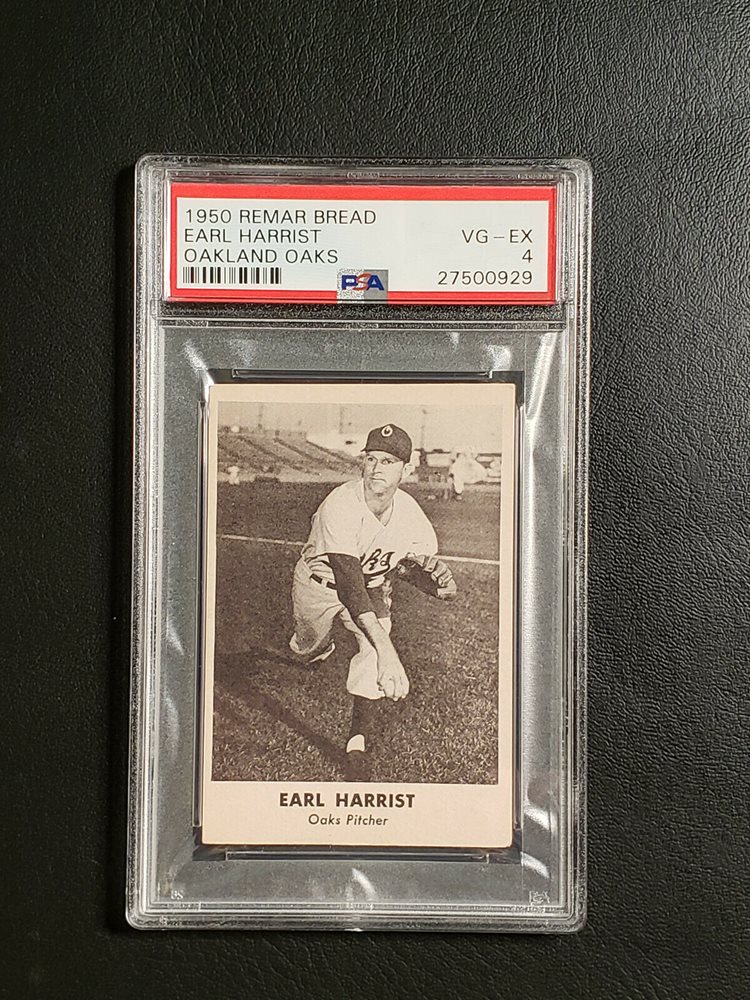 1950 REMAR BREAD
EARL HARRIST VG-EX
OAKLAND OAKS 4
PSA 27500929
O
EARL HARRIST
Oaks Pitcher